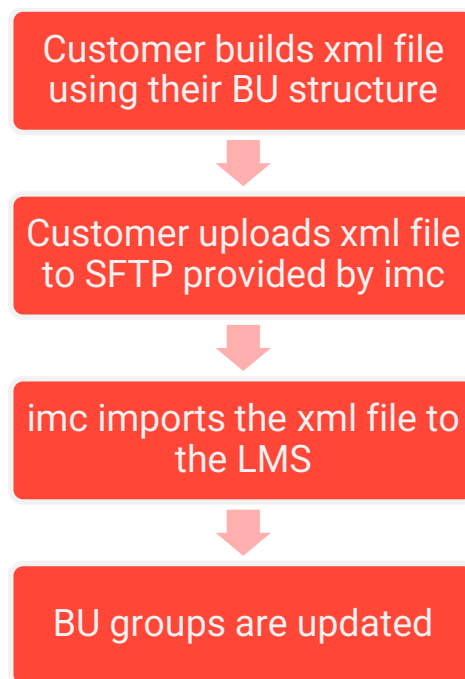 Customer builds xml file
using their BU structure
Customer uploads xml file
to SFTP provided by imc
imc imports the xml file to
the LMS
BU groups are updated